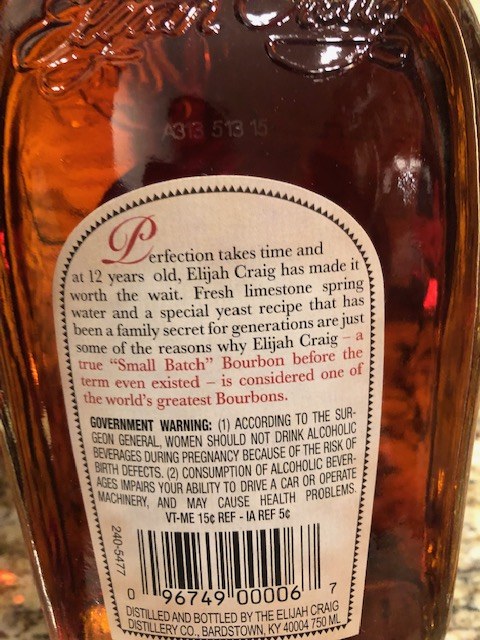 Elijah Craig
A313 513 15
Perfection takes time and
at 12 years old, Elijah Craig has made it
worth the wait. Fresh limestone spring
water and a special yeast recipe that has
been a family secret for generations are just
some of the reasons why Elijah Craig – a
true “Small Batch” Bourbon before the
term even existed – is considered one of
the world's greatest Bourbons.
GOVERNMENT WARNING: (1) ACCORDING TO THE SUR-
GEON GENERAL, WOMEN SHOULD NOT DRINK ALCOHOLIC
BEVERAGES DURING PREGNANCY BECAUSE OF THE RISK OF
BIRTH DEFECTS. (2) CONSUMPTION OF ALCOHOLIC BEVER-
AGES IMPAIRS YOUR ABILITY TO DRIVE A CAR OR OPERATE
MACHINERY, AND MAY CAUSE HEALTH PROBLEMS.
VT-ME 15¢ REF - IA REF 5¢
240-5477
0 96749 00006 7
DISTILLED AND BOTTLED BY THE ELIJAH CRAIG
DISTILLERY CO., BARDSTOWN, KY 40004 750 ML